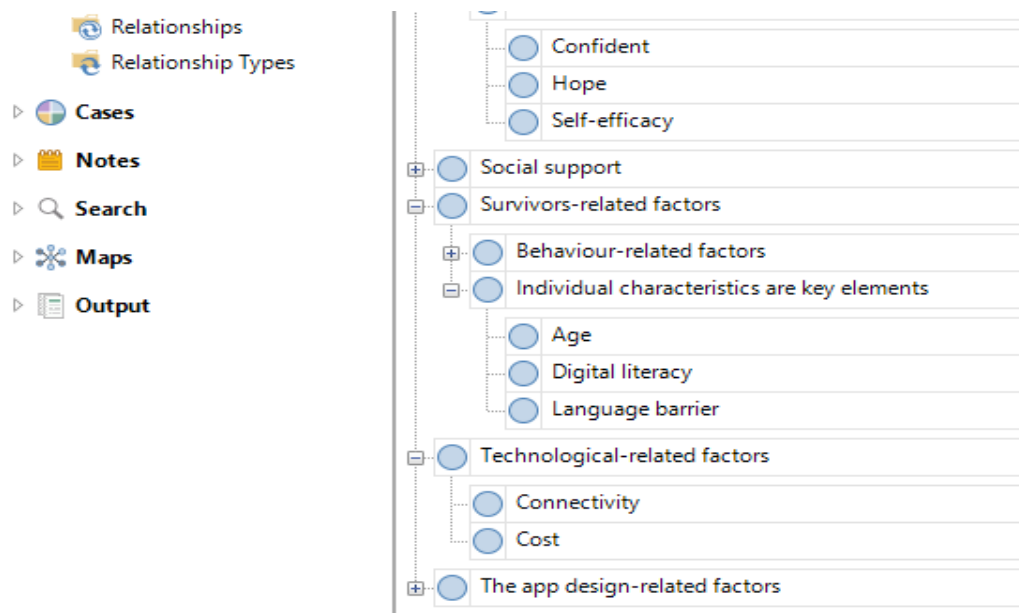 Relationships
Relationship Types
Cases
Notes
Search
Maps
Output
Confident
Hope
Self-efficacy
Social support
Survivors-related factors
Behaviour-related factors
Individual characteristics are key elements
Age
Digital literacy
Language barrier
Technological-related factors
Connectivity
Cost
The app design-related factors